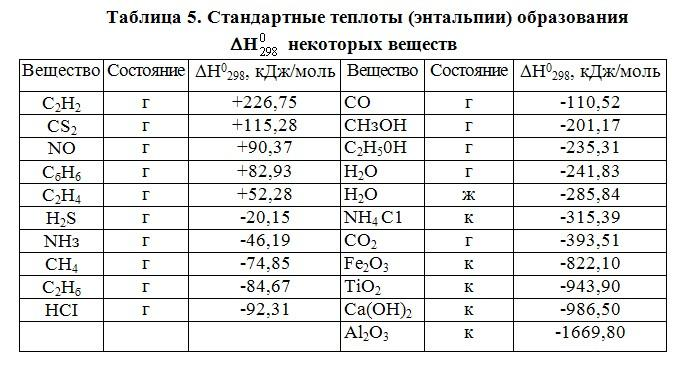 Таблица 5. Стандартные теплоты (энтальпии) образования
ΔH⁰₂₉₈ некоторых веществ
Вещество Состояние ΔH⁰₂₉₈, кДж/моль Вещество Состояние ΔH⁰₂₉₈, кДж/моль
C₂H₂ г +226,75 CO г -110,52
CS₂ г +115,28 CH₃OH г -201,17
NO г +90,37 C₂H₅0H г -235,31
C₆H₆ г +82,93 H₂O г -241,83
C₂H₄ г +52,28 H₂O ж -285,84
H₂S г -20,15 NH₄ C1 к -315,39
NH₃ г -46,19 CO₂ г -393,51
CH₄ г -74,85 Fe₂O₃ к -822,10
C₂H₆ г -84,67 TiO₂ к -943,90
HCI г -92,31 Ca(OH)₂ к -986,50
Al₂O₃ к -1669,80